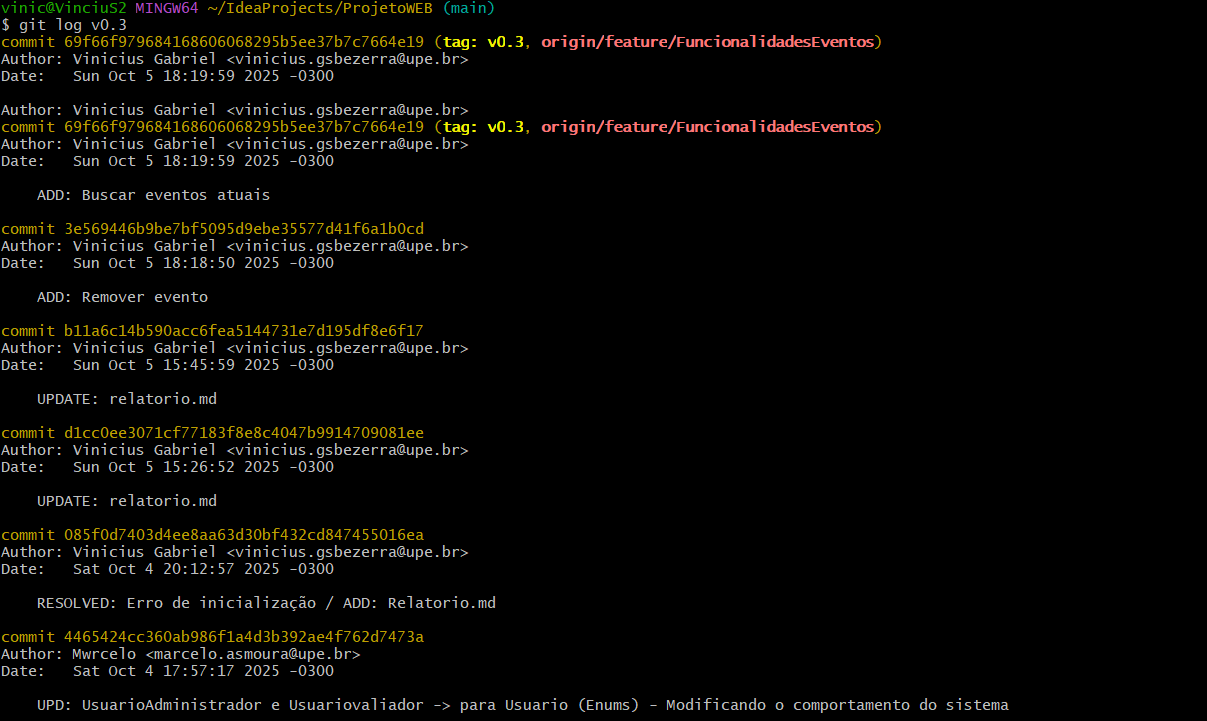 vinic@VinciuS2 MINGW64 ~/IdeaProjects/ProjetoWEB (main)
$ git log v0.3
commit 69f66f979684168606068295b5ee37b7c7664e19 (tag: v0.3, origin/feature/FuncionalidadesEventos)
Author: Vinicius Gabriel <vinicius.gsbezerra@upe.br>
Date:   Sun Oct 5 18:19:59 2025 -0300

Author: Vinicius Gabriel <vinicius.gsbezerra@upe.br>
commit 69f66f979684168606068295b5ee37b7c7664e19 (tag: v0.3, origin/feature/FuncionalidadesEventos)
Author: Vinicius Gabriel <vinicius.gsbezerra@upe.br>
Date:   Sun Oct 5 18:19:59 2025 -0300

    ADD: Buscar eventos atuais

commit 3e569446b9be7bf5095d9ebe35577d41f6a1b0cd
Author: Vinicius Gabriel <vinicius.gsbezerra@upe.br>
Date:   Sun Oct 5 18:18:50 2025 -0300

    ADD: Remover evento

commit b11a6c14b590acc6fea5144731e7d195df8e6f17
Author: Vinicius Gabriel <vinicius.gsbezerra@upe.br>
Date:   Sun Oct 5 15:45:59 2025 -0300

    UPDATE: relatorio.md

commit d1cc0ee3071cf77183f8e8c4047b9914709081ee
Author: Vinicius Gabriel <vinicius.gsbezerra@upe.br>
Date:   Sun Oct 5 15:26:52 2025 -0300

    UPDATE: relatorio.md

commit 085f0d7403d4ee8aa63d30bf432cd847455016ea
Author: Vinicius Gabriel <vinicius.gsbezerra@upe.br>
Date:   Sat Oct 4 20:12:57 2025 -0300

    RESOLVED: Erro de inicialização / ADD: Relatorio.md

commit 4465424cc360ab986f1a4d3b392ae4f762d7473a
Author: Mwrcelo <marcelo.asmoura@upe.br>
Date:   Sat Oct 4 17:57:17 2025 -0300

    UPD: UsuarioAdministrador e Usuariovaliador -> para Usuario (Enums) - Modificando o comportamento do sistema